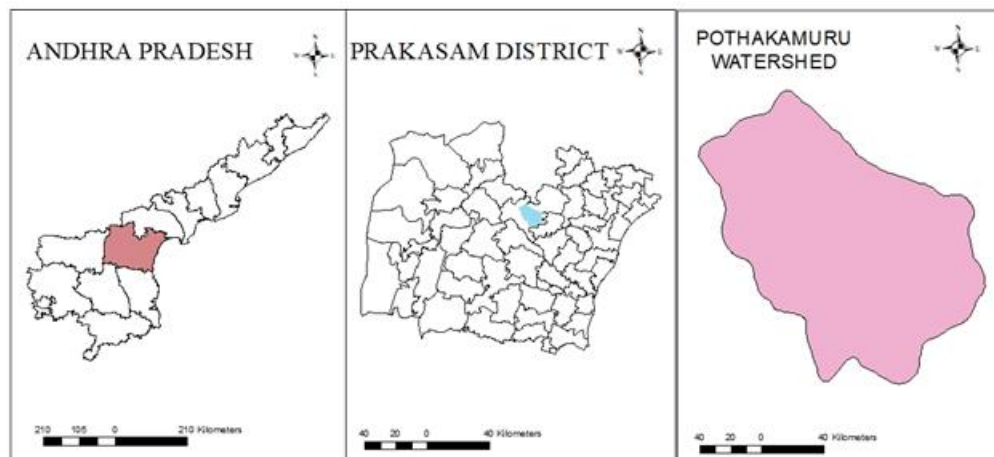 ANDHRA PRADESH
N
W E
S
210 105 0 210 Kilometers
PRAKASAM DISTRICT
N
W E
S
40 20 0 40 Kilometers
POTHAKAMURU
WATERSHED
N
W E
S
40 20 0 40 Kilometers